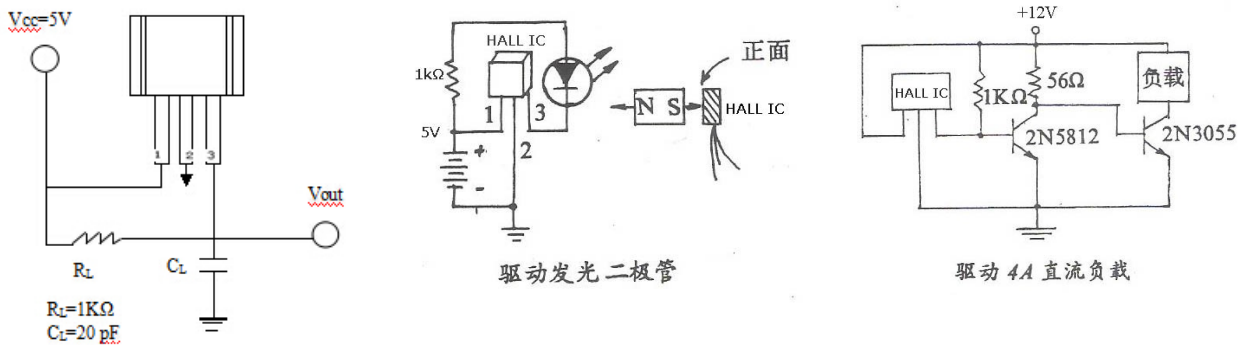 Vcc=5V
1
2
3
Vout
RL
CL
RL=1KΩ
CL=20 pF
HALL IC
1kΩ
1
3
2
5V
+
-
正面
N S
HALL IC
驱动发光二极管
+12V
HALL IC
1KΩ
56Ω
负载
2N5812
2N3055
驱动 4A 直流负载